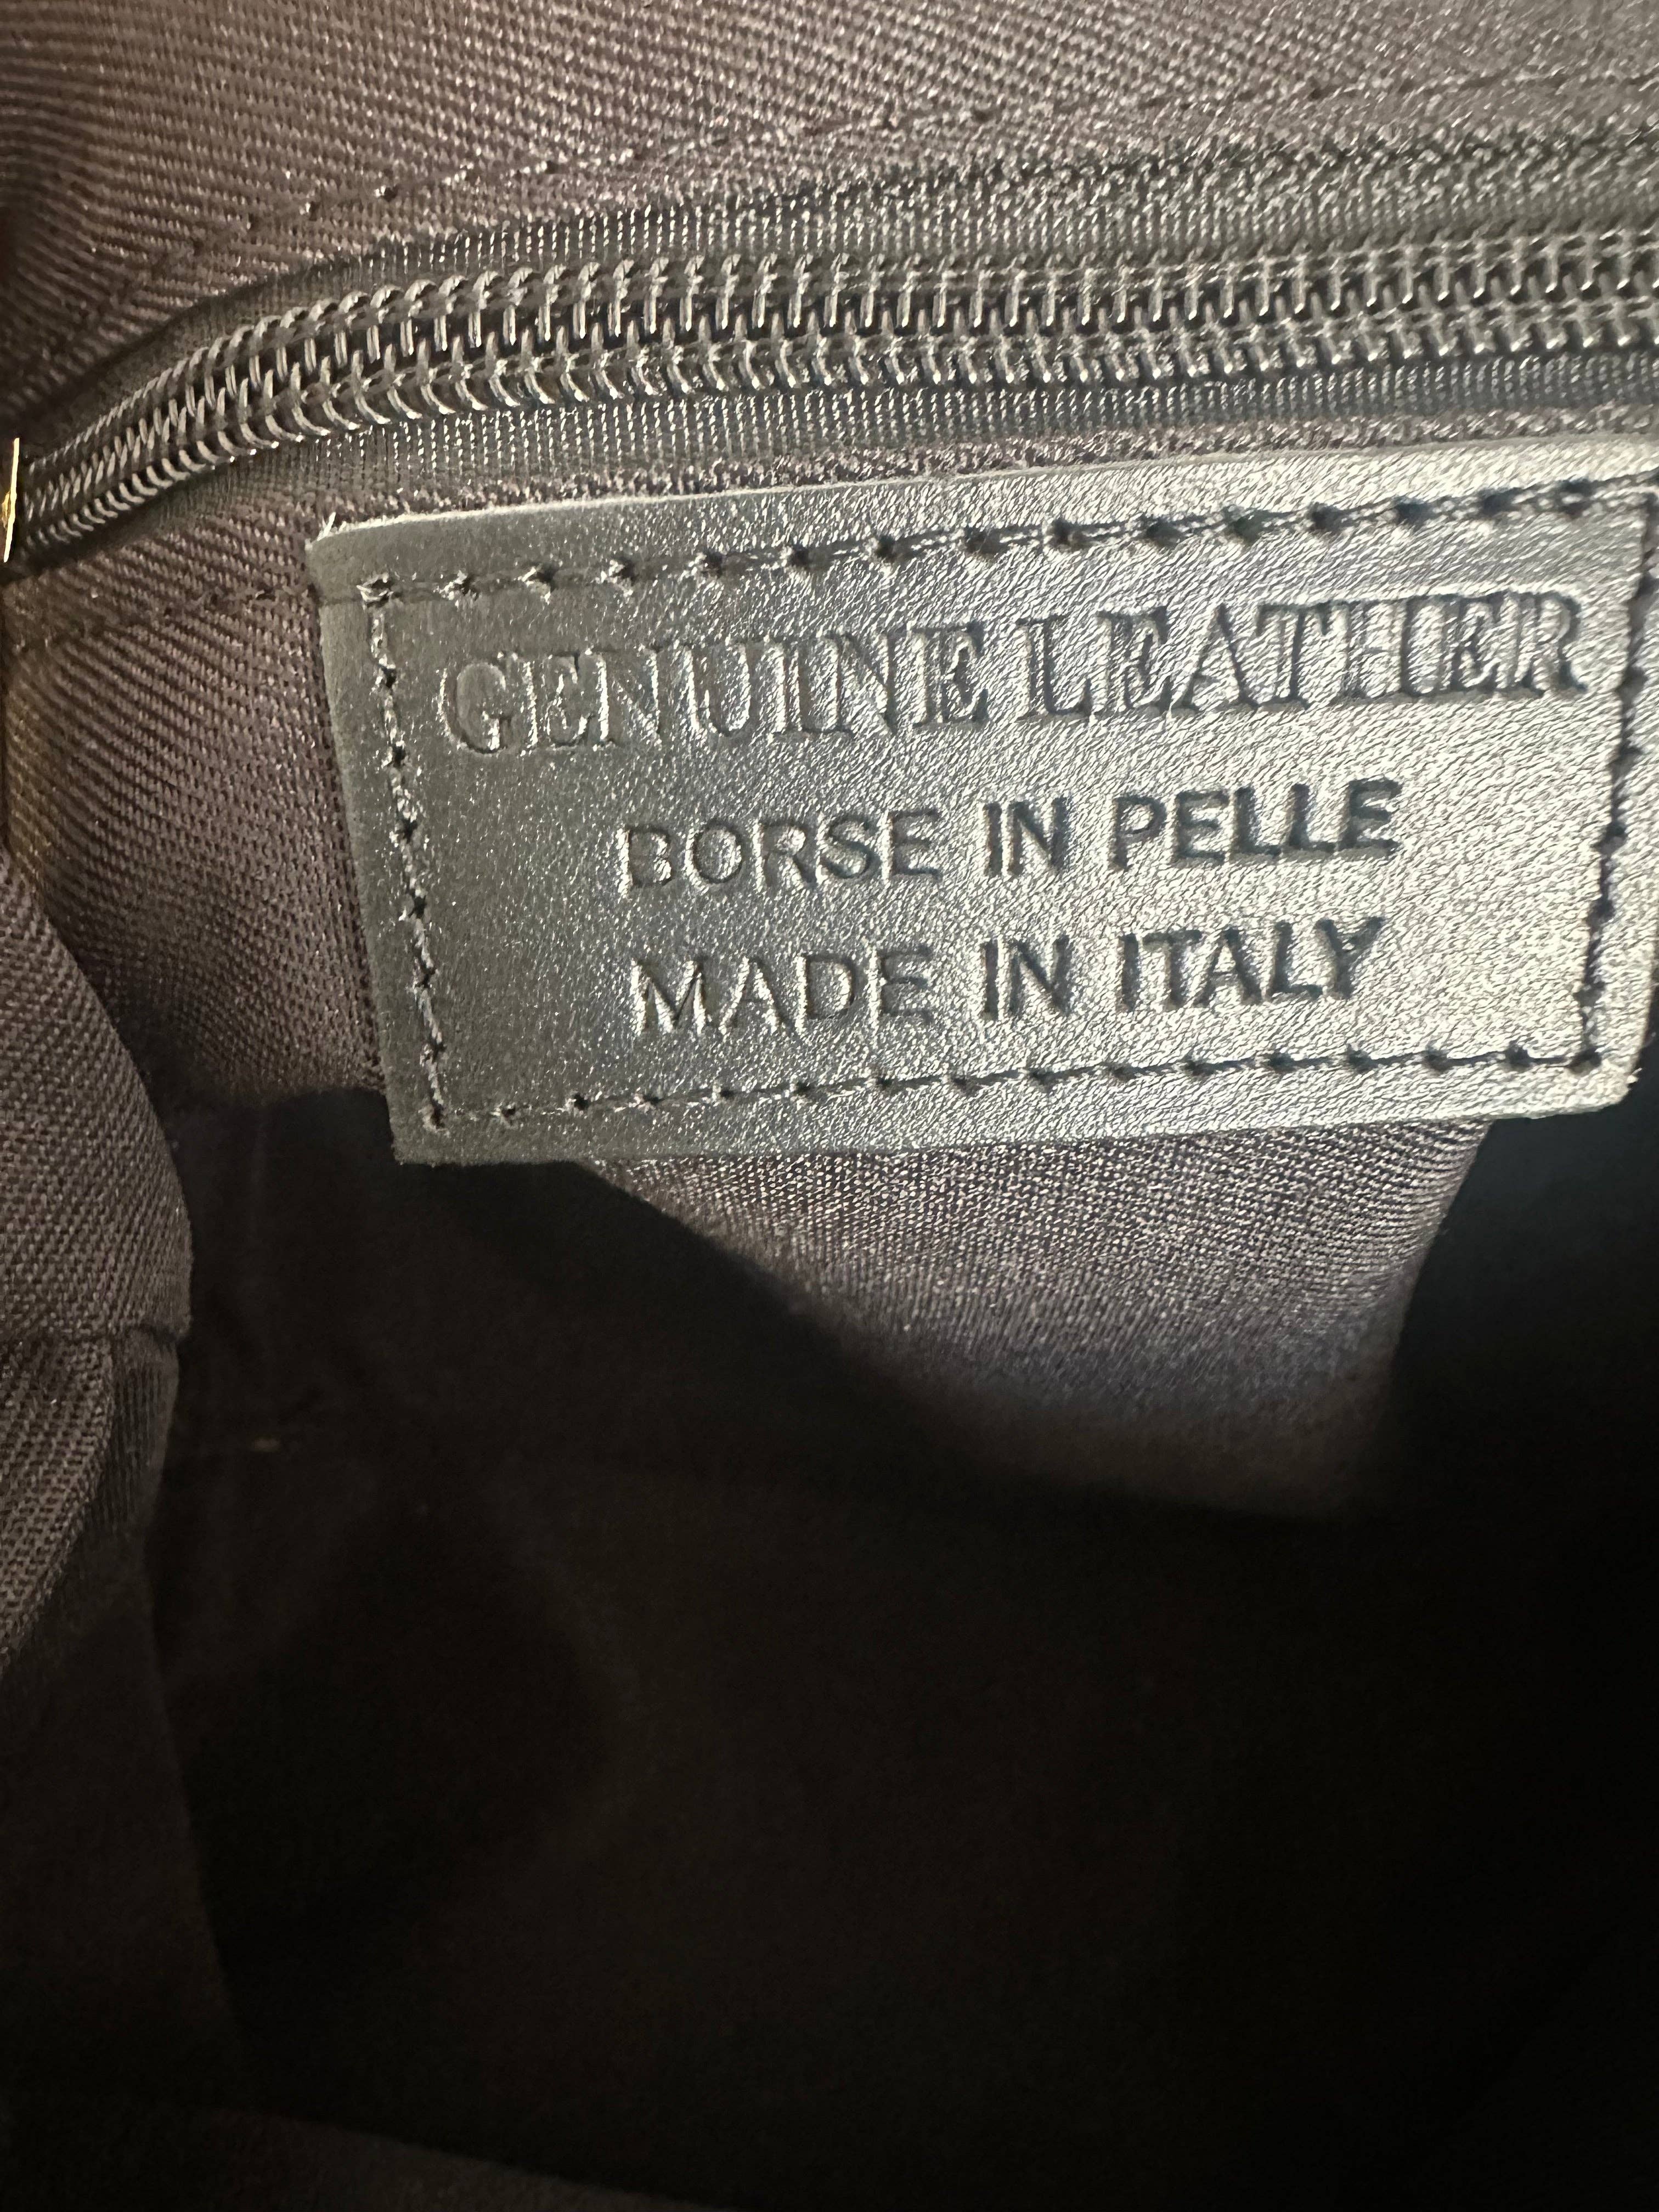 GENUINE LEATHER
BORSE IN PELLE
MADE IN ITALY